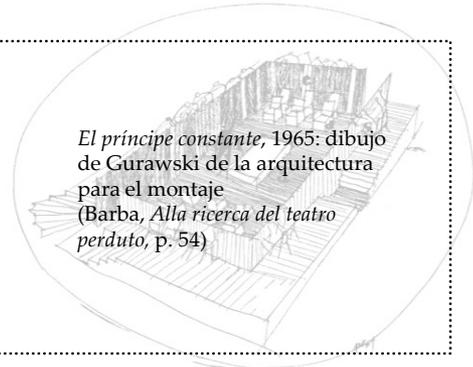 El príncipe constante, 1965: dibujo
de Gurawski de la arquitectura
para el montaje
(Barba, Alla ricerca del teatro
perduto, p. 54)